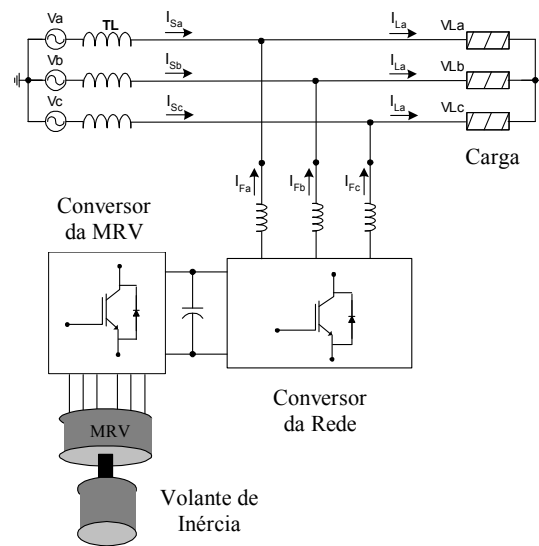 Va TL I_Sa I_La VLa
Vb I_Sb I_La VLb
Vc I_Sc I_La VLc
Carga
I_Fa I_Fb I_Fc
Conversor
da MRV
Conversor
da Rede
MRV
Volante de
Inércia